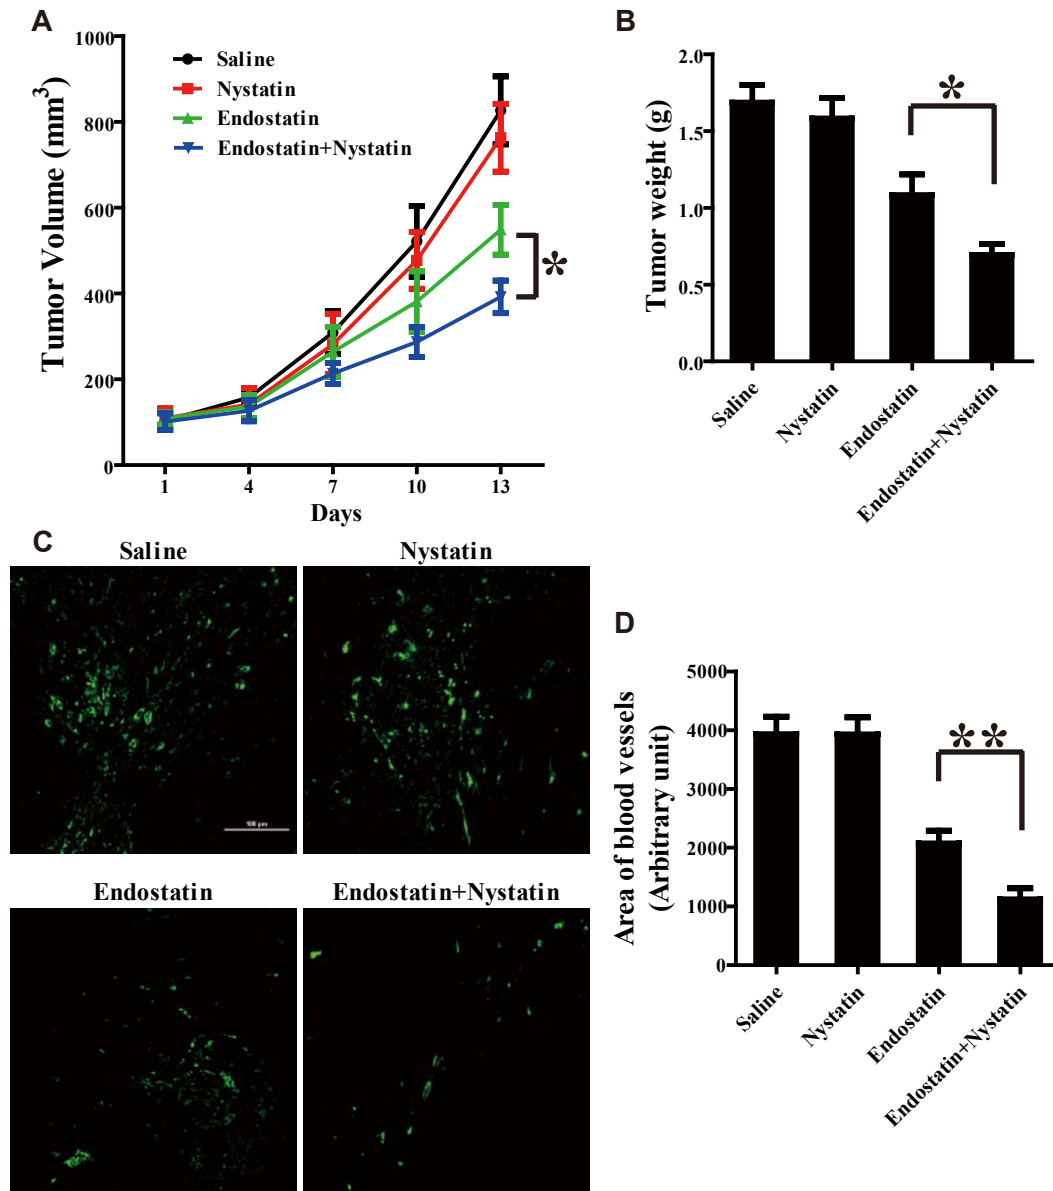 A
1000
800
600
400
200
0
Tumor Volume (mm³)
Saline
Nystatin
Endostatin
Endostatin+Nystatin
*
1 4 7 10 13
Days
B
2.0
1.5
1.0
0.5
0.0
Tumor weight (g)
*
Saline
Nystatin
Endostatin
Endostatin+Nystatin
C
Saline
Nystatin
100 μm
Endostatin
Endostatin+Nystatin
D
5000
4000
3000
2000
1000
0
Area of blood vessels
(Arbitrary unit)
**
Saline
Nystatin
Endostatin
Endostatin+Nystatin